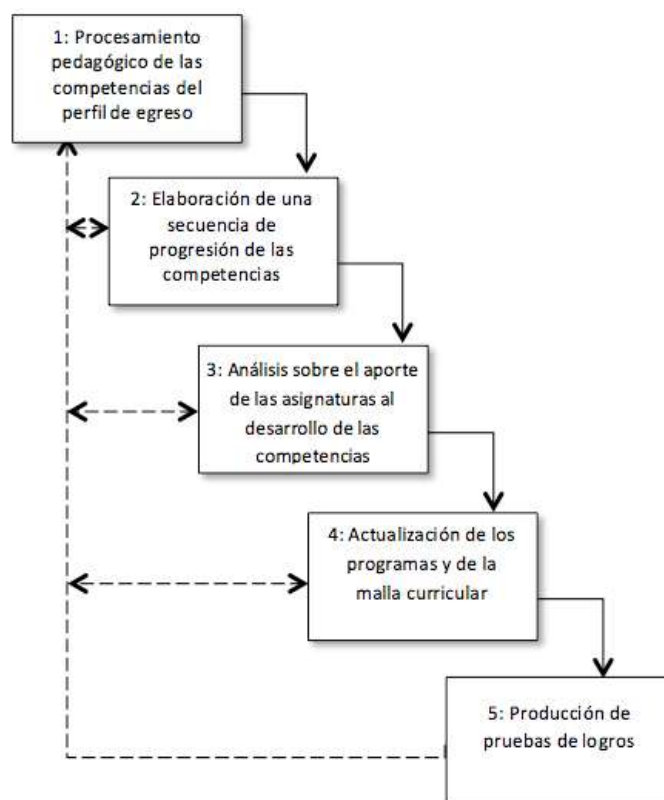 1: Procesamiento
pedagógico de las
competencias del
perfil de egreso
2: Elaboración de una
secuencia de
progresión de las
competencias
3: Análisis sobre el aporte
de las asignaturas al
desarrollo de las
competencias
4: Actualización de los
programas y de la
malla curricular
5: Producción de
pruebas de logros